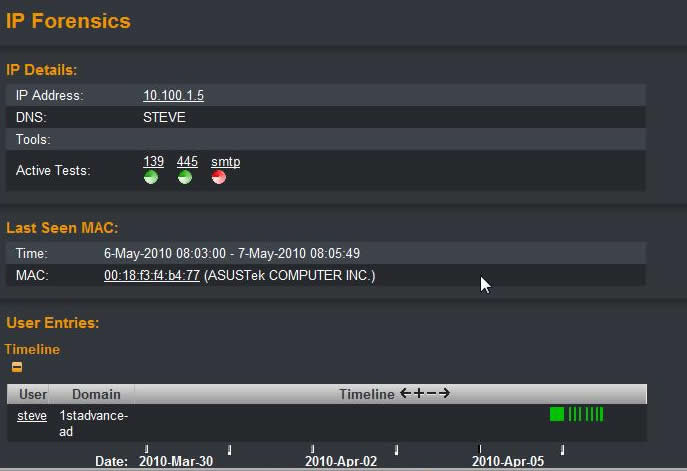 IP Forensics
IP Details:
IP Address: 10.100.1.5
DNS: STEVE
Tools:
Active Tests: 139 445 smtp
Last Seen MAC:
Time: 6-May-2010 08:03:00 - 7-May-2010 08:05:49
MAC: 00:18:f3:f4:b4:77 (ASUSTek COMPUTER INC.)
User Entries:
Timeline
User Domain Timeline
steve 1stadvance-
ad
Date: 2010-Mar-30 2010-Apr-02 2010-Apr-05